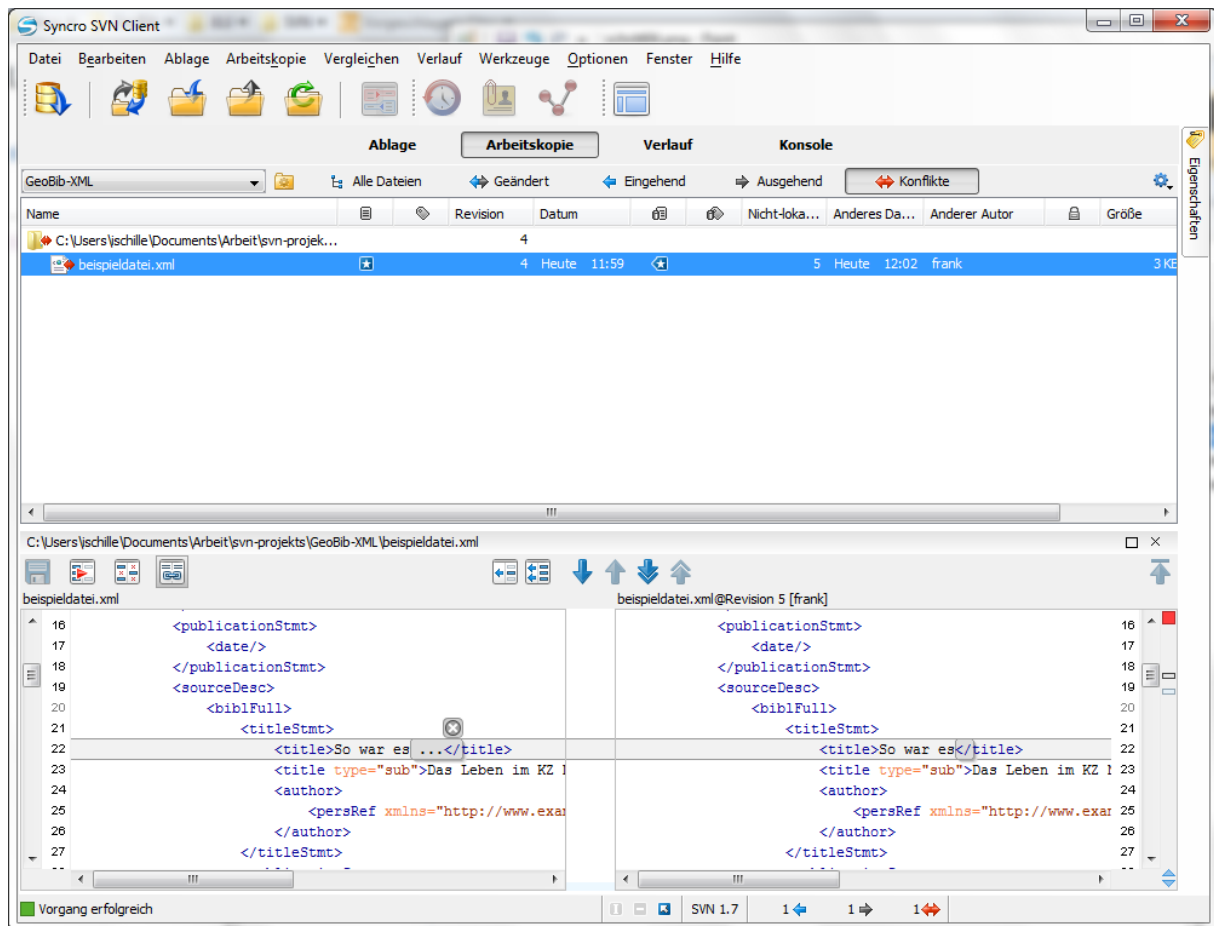 Syncro SVN Client
Datei Bearbeiten Ablage Arbeitskopie Vergleichen Verlauf Werkzeuge Optionen Fenster Hilfe
Ablage Arbeitskopie Verlauf Konsole
Eigenschaften
GeoBib-XML Alle Dateien Geändert Eingehend Ausgehend Konflikte
Name Revision Datum Nicht-loka... Anderes Da... Anderer Autor Größe
C:\Users\jschille\Documents\Arbeit\svn-projek... 4
beispieldatei.xml 4 Heute 11:59 5 Heute 12:02 frank 3 KE
C:\Users\jschille\Documents\Arbeit\svn-projekts\GeoBib-XML\beispieldatei.xml
beispieldatei.xml beispieldatei.xml@Revision 5 [frank]
16 <publicationStmt> <publicationStmt> 16
17 <date/> <date/> 17
18 </publicationStmt> </publicationStmt> 18
19 <sourceDesc> <sourceDesc> 19
20 <biblFull> <biblFull> 20
21 <titleStmt> <titleStmt> 21
22 <title>So war es ...</title> <title>So war es</title> 22
23 <title type="sub">Das Leben im KZ <title type="sub">Das Leben im KZ 23
24 <author> <author> 24
25 <persRef xmlns="http://www.exa <persRef xmlns="http://www.exa 25
26 </author> </author> 26
27 </titleStmt> </titleStmt> 27
Vorgang erfolgreich SVN 1.7 1 1 1